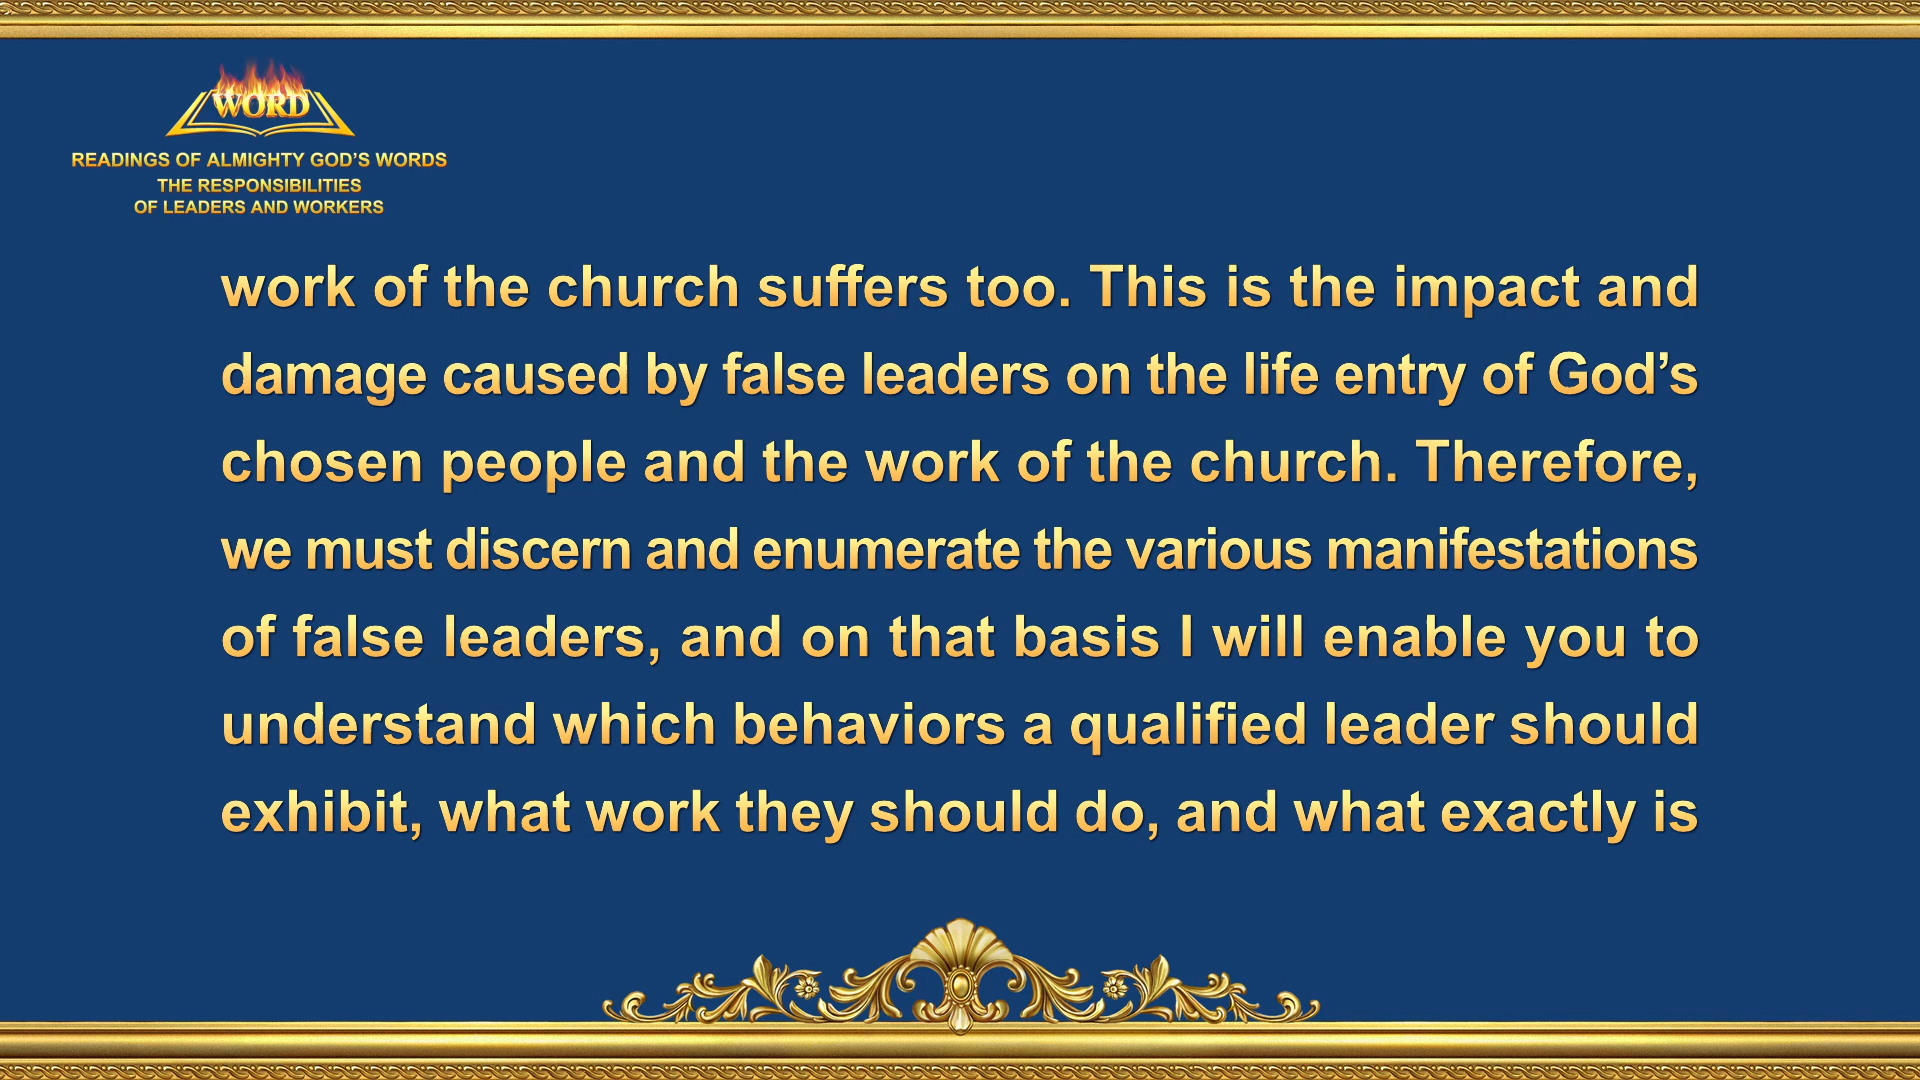 WORD
READINGS OF ALMIGHTY GOD’S WORDS
THE RESPONSIBILITIES
OF LEADERS AND WORKERS
work of the church suffers too. This is the impact and
damage caused by false leaders on the life entry of God’s
chosen people and the work of the church. Therefore,
we must discern and enumerate the various manifestations
of false leaders, and on that basis I will enable you to
understand which behaviors a qualified leader should
exhibit, what work they should do, and what exactly is